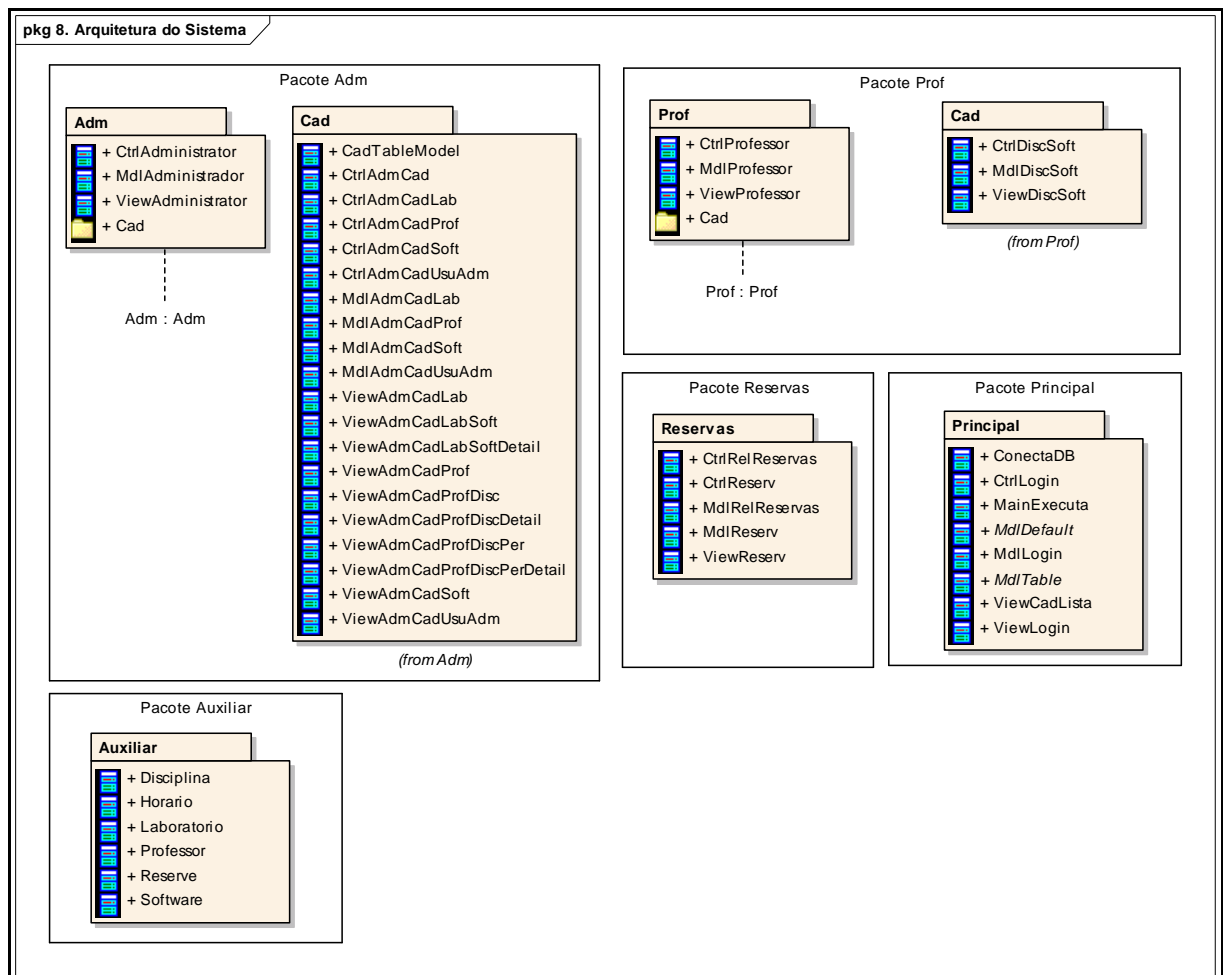 pkg 8. Arquitetura do Sistema
Pacote Adm
Adm
+ CtrlAdministrator
+ MdlAdministrador
+ ViewAdministrator
+ Cad
Adm : Adm
Cad
+ CadTableModel
+ CtrlAdmCad
+ CtrlAdmCadLab
+ CtrlAdmCadProf
+ CtrlAdmCadSoft
+ CtrlAdmCadUsuAdm
+ MdlAdmCadLab
+ MdlAdmCadProf
+ MdlAdmCadSoft
+ MdlAdmCadUsuAdm
+ ViewAdmCadLab
+ ViewAdmCadLabSoft
+ ViewAdmCadLabSoftDetail
+ ViewAdmCadProf
+ ViewAdmCadProfDisc
+ ViewAdmCadProfDiscDetail
+ ViewAdmCadProfDiscPer
+ ViewAdmCadProfDiscPerDetail
+ ViewAdmCadSoft
+ ViewAdmCadUsuAdm
(from Adm)
Pacote Prof
Prof
+ CtrlProfessor
+ MdlProfessor
+ ViewProfessor
+ Cad
Prof : Prof
Cad
+ CtrlDiscSoft
+ MdlDiscSoft
+ ViewDiscSoft
(from Prof)
Pacote Reservas
Reservas
+ CtrlRelReservas
+ CtrlReserv
+ MdlRelReservas
+ MdlReserv
+ ViewReserv
Pacote Principal
Principal
+ ConectaDB
+ CtrlLogin
+ MainExecuta
+ MdlDefault
+ MdlLogin
+ MdlTable
+ ViewCadLista
+ ViewLogin
Pacote Auxiliar
Auxiliar
+ Disciplina
+ Horario
+ Laboratorio
+ Professor
+ Reserve
+ Software